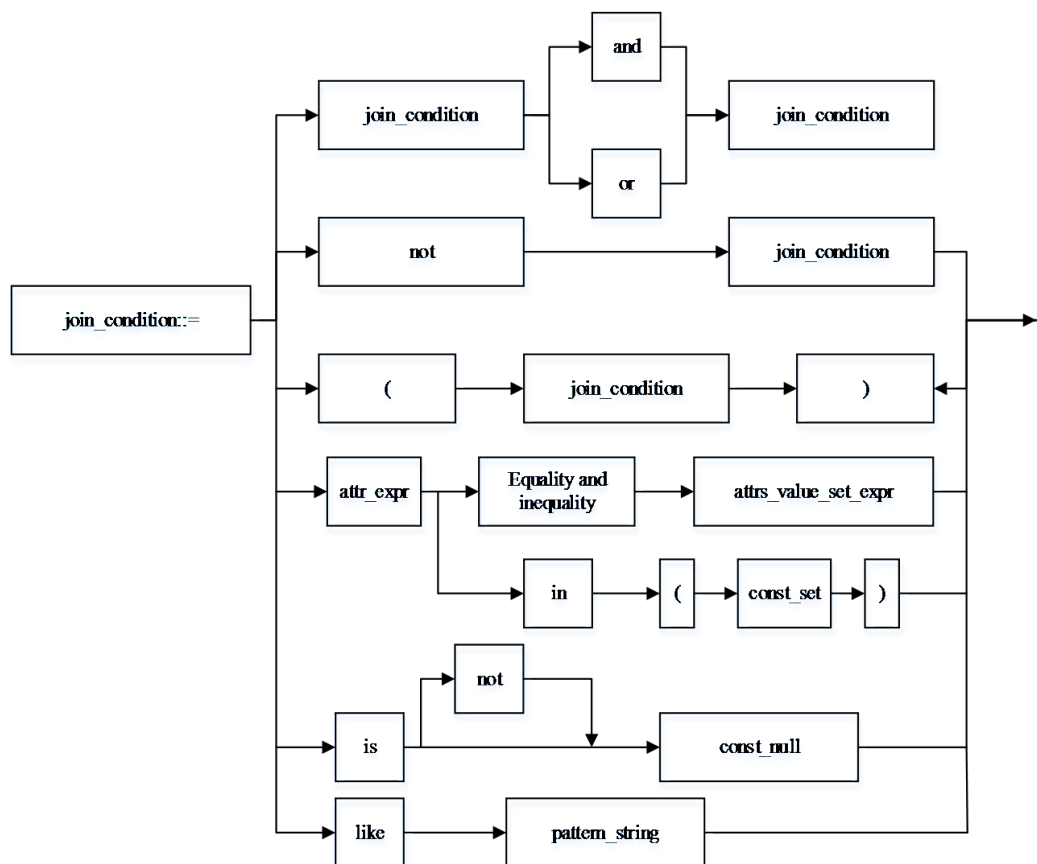 and
join_condition
join_condition
or
not
join_condition
join_condition::=
(
join_condition
)
attr_expr
Equality and
inequality
attrs_value_set_expr
in
(
const_set
)
not
is
const_null
like
pattern_string